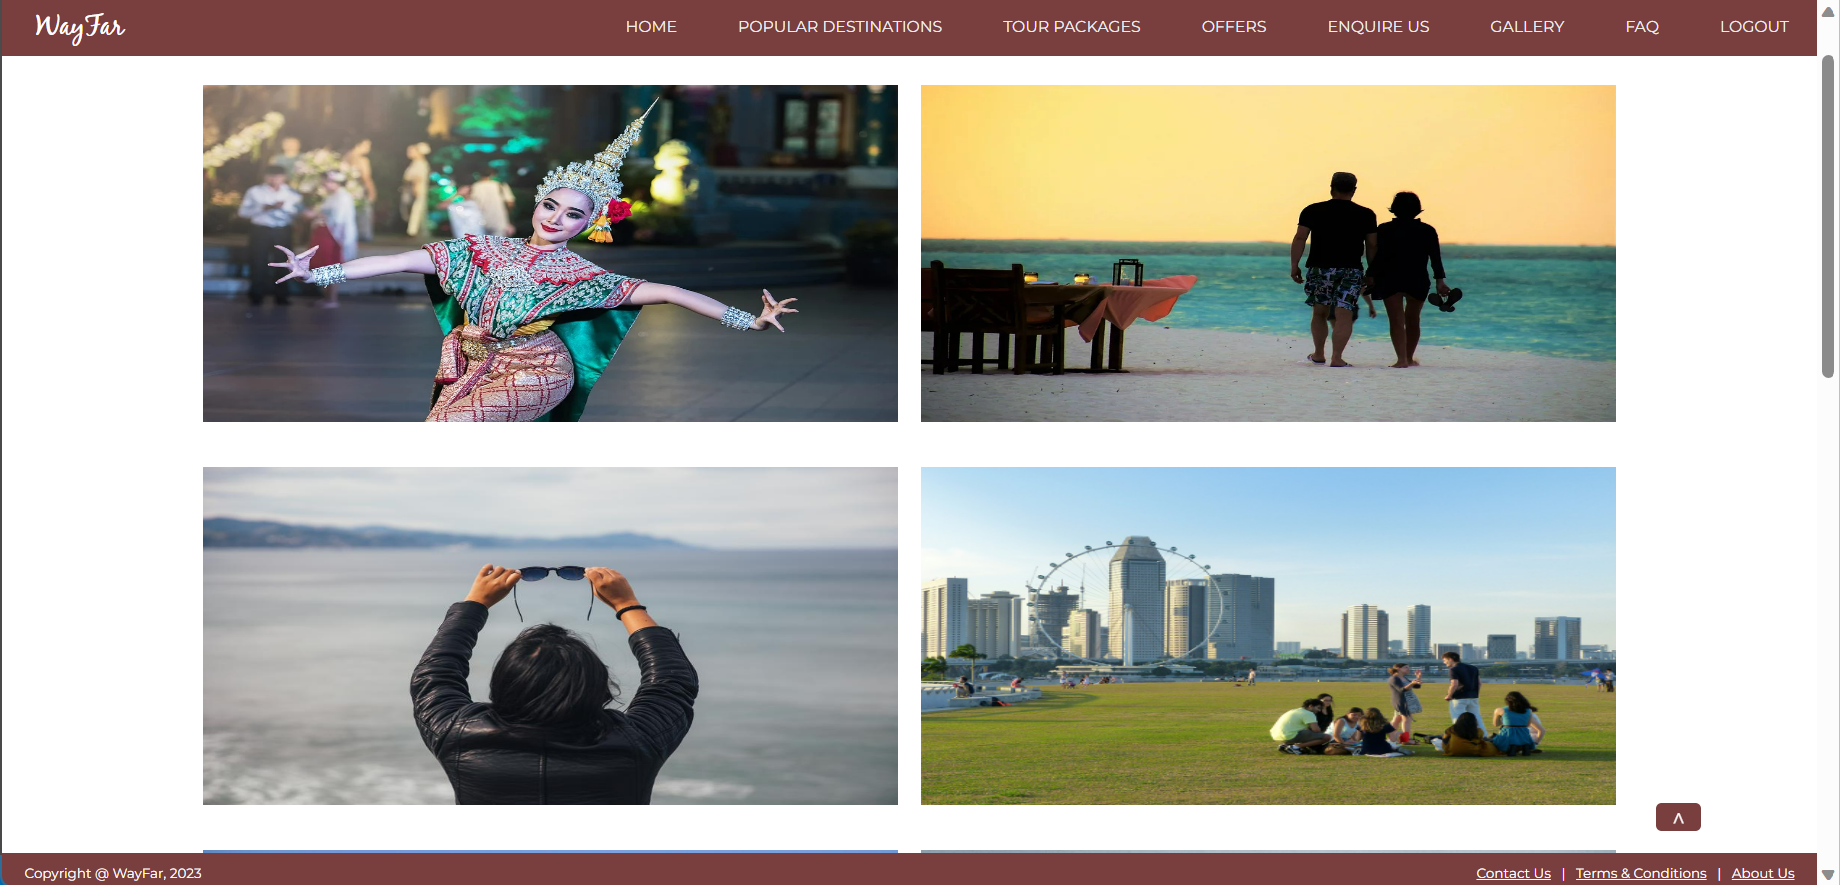 WayFar
HOME POPULAR DESTINATIONS TOUR PACKAGES OFFERS ENQUIRE US GALLERY FAQ LOGOUT
Copyright @ WayFar, 2023
Contact Us | Terms & Conditions | About Us